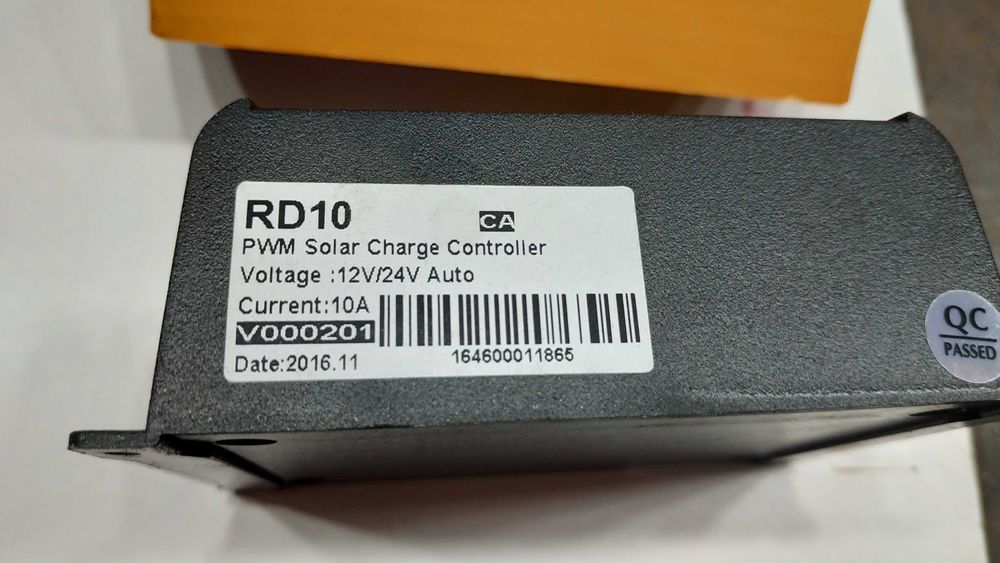 RD10
CA
PWM Solar Charge Controller
Voltage :12V/24V Auto
Current:10A
V000201
164600011865
Date:2016.11
QC
PASSED